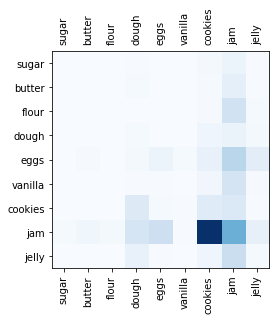 sugar butter flour dough eggs vanilla cookies jam jelly
sugar
butter
flour
dough
eggs
vanilla
cookies
jam
jelly
sugar butter flour dough eggs vanilla cookies jam jelly